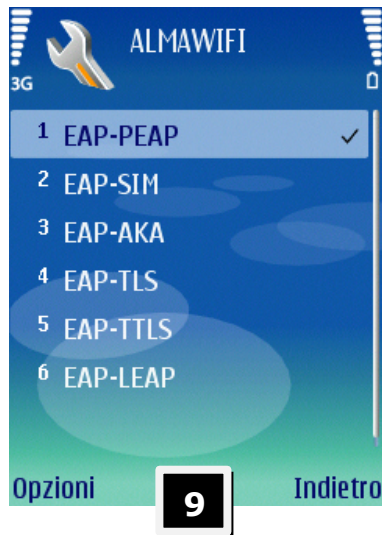 ALMAWIFI
3G
1 EAP-PEAP
2 EAP-SIM
3 EAP-AKA
4 EAP-TLS
5 EAP-TTLS
6 EAP-LEAP
Opzioni
9
Indietro